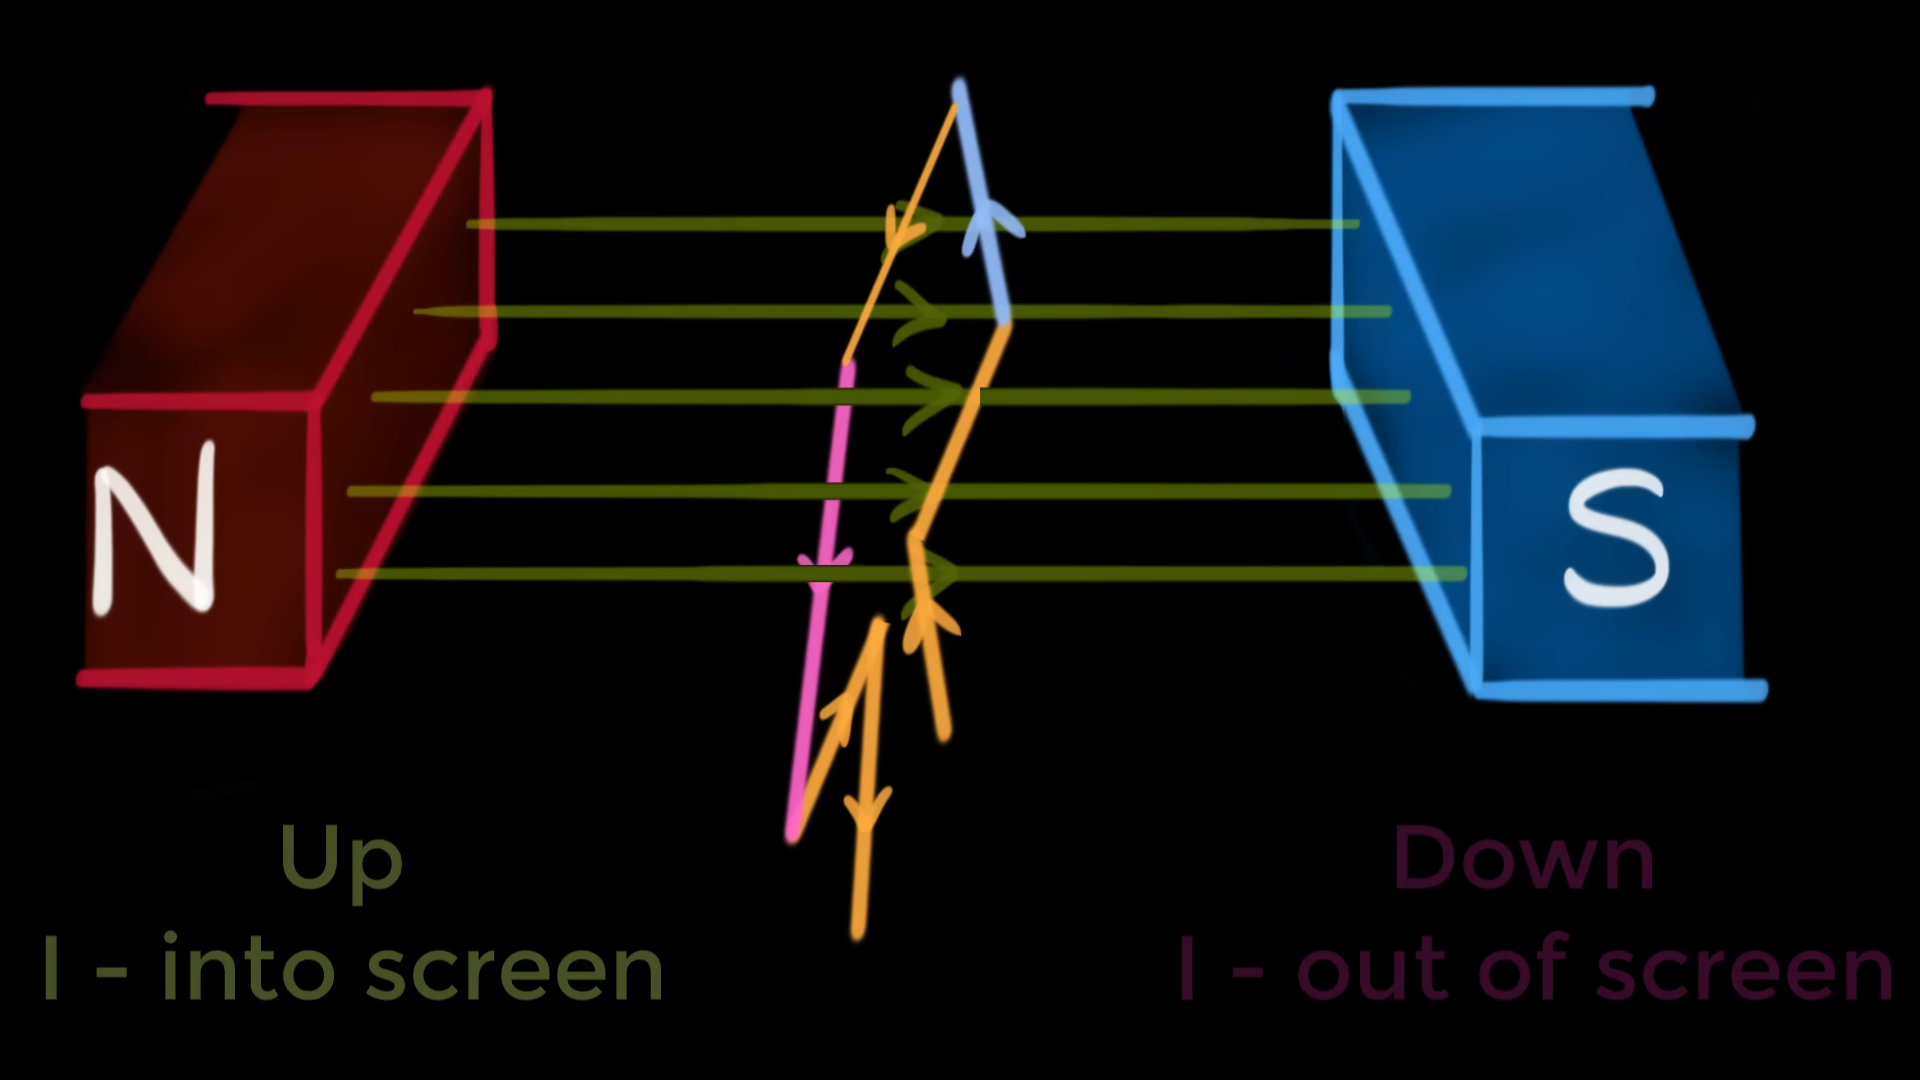 N
S
Up
I - into screen
Down
I - out of screen